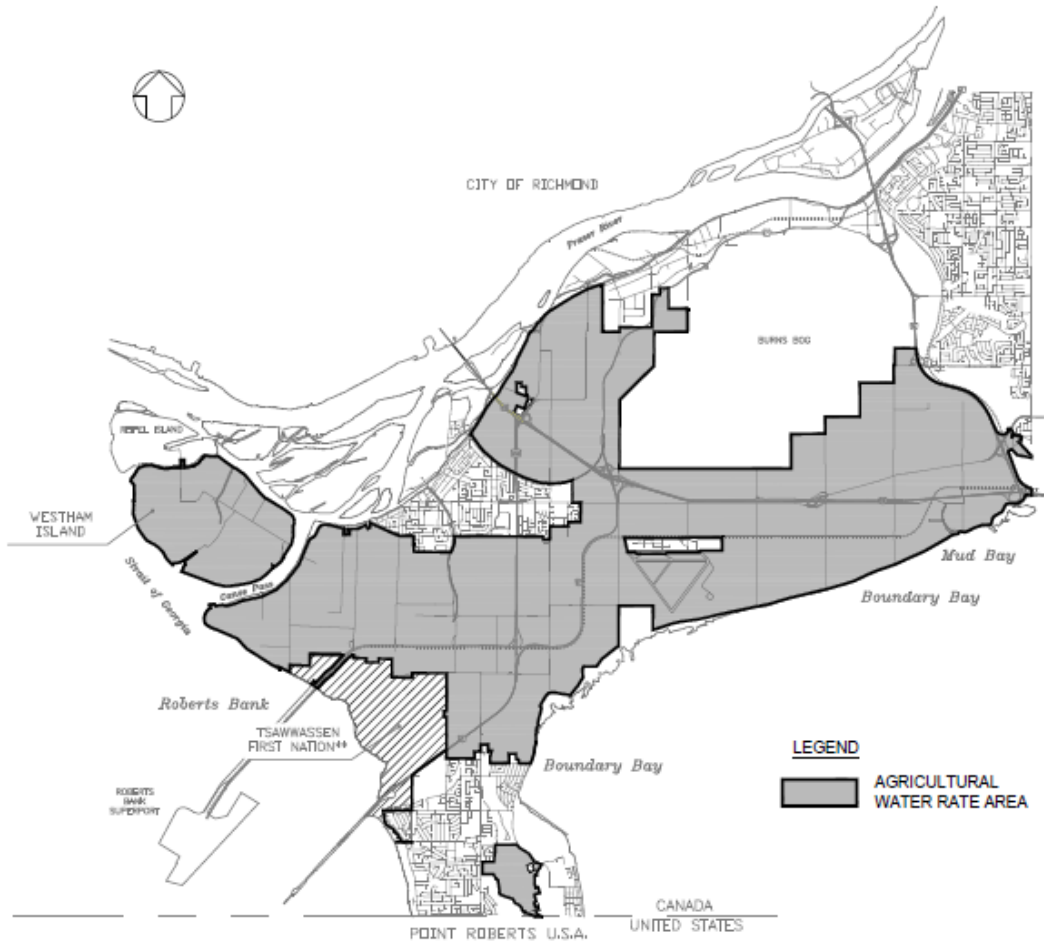 CITY OF RICHMOND
Fraser River
BURNS BOG
REIFEL ISLAND
WESTHAM
ISLAND
Strait of Georgia
Canoe Pass
Mud Bay
Boundary Bay
Roberts Bank
TSAWWASSEN
FIRST NATION**
Boundary Bay
ROBERTS
BANK
SUPERPORT
LEGEND
AGRICULTURAL
WATER RATE AREA
CANADA
UNITED STATES
POINT ROBERTS U.S.A.